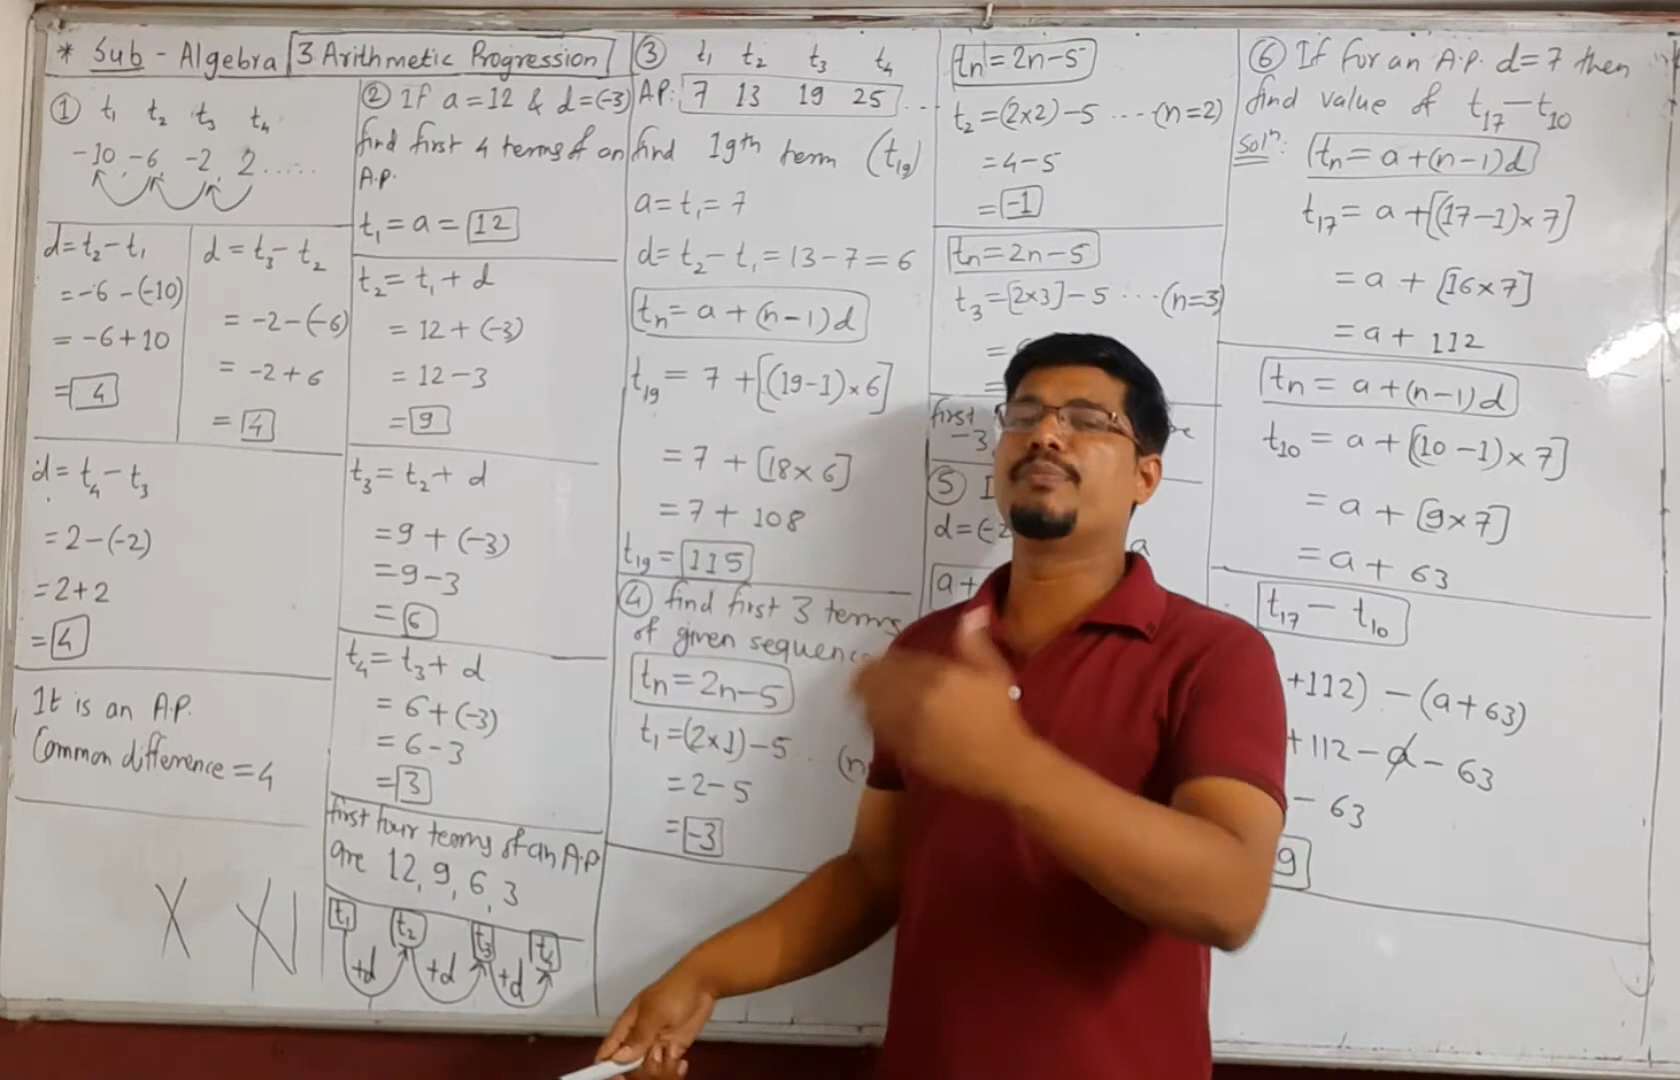 * Sub - Algebra 3 Arithmetic Progression
① t₁ t₂ t₃ t₄
-10, -6, -2, 2.....
d=t₂-t₁
=-6-(-10)
=-6+10
=4
d=t₃-t₂
=-2-(-6)
=-2+6
=4
d=t₄-t₃
=2-(-2)
=2+2
=4
It is an A.P.
Common difference=4
X XI
② If a=12 & d=(-3)
find first 4 terms of an
A.P.
t₁=a=12
t₂=t₁+d
=12+(-3)
=12-3
=9
t₃=t₂+d
=9+(-3)
=9-3
=6
t₄=t₃+d
=6+(-3)
=6-3
=3
first four terms of an A.P
are 12, 9, 6, 3
t₁ t₂ t₃ t₄
+d +d +d
③ t₁ t₂ t₃ t₄
A.P: 7 13 19 25 ...
find 19th term (t₁₉)
a=t₁=7
d=t₂-t₁=13-7=6
tn=a+(n-1)d
t₁₉=7+[(19-1)×6]
=7+[18×6]
=7+108
t₁₉=115
④ find first 3 terms
of given sequence
tn=2n-5
t₁=(2×1)-5 .. (n
=2-5
=-3
tn=2n-5
t₂=(2×2)-5 ...(n=2)
=4-5
=-1
tn=2n-5
t₃=[2×3]-5 ...(n=3)
=
=
first
-3
⑤ I
d=(-2 a
a+
⑥ If for an A.P. d=7 then
find value of t₁₇-t₁₀
Solⁿ: tn=a+(n-1)d
t₁₇=a+[(17-1)×7]
=a+[16×7]
=a+112
tn=a+(n-1)d
t₁₀=a+[(10-1)×7]
=a+[9×7]
=a+63
t₁₇-t₁₀
+112)-(a+63)
+112-a-63
-63
9